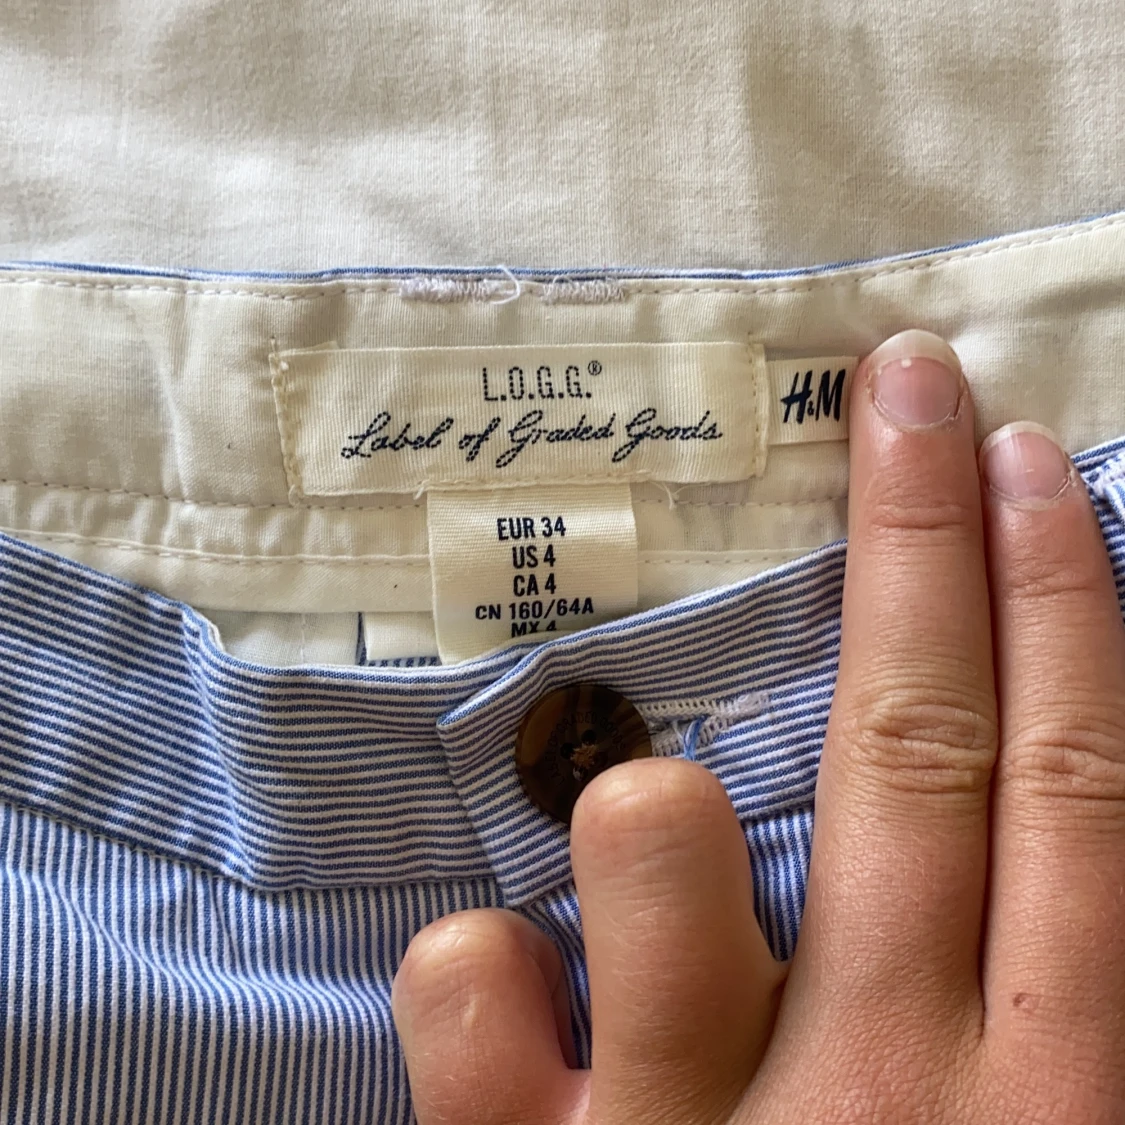 L.O.G.G.®
Label of Graded Goods
H&M
EUR 34
US 4
CA 4
CN 160/64A
MX 4